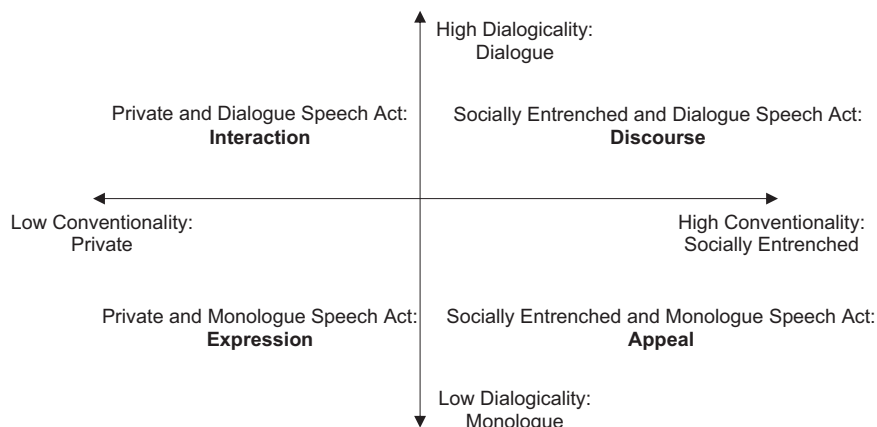 High Dialogicality:
Dialogue
Private and Dialogue Speech Act:
Interaction
Socially Entrenched and Dialogue Speech Act:
Discourse
Low Conventionality:
Private
High Conventionality:
Socially Entrenched
Private and Monologue Speech Act:
Expression
Socially Entrenched and Monologue Speech Act:
Appeal
Low Dialogicality:
Monologue